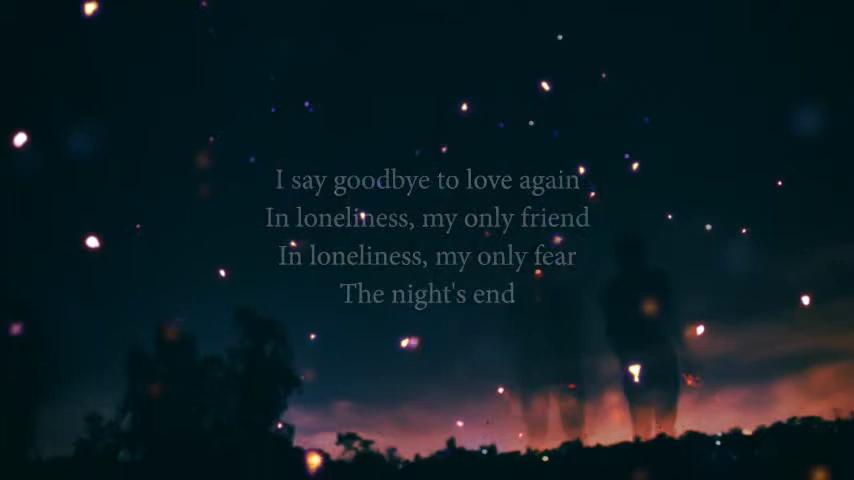 I say goodbye to love again
In loneliness, my only friend
In loneliness, my only fear
The night's end